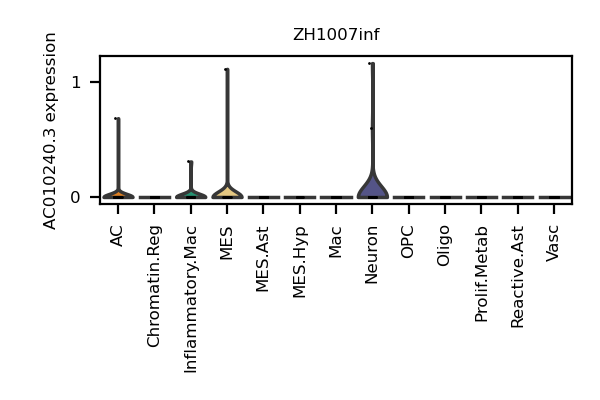 ZH1007inf
AC010240.3 expression
1
0
AC
Chromatin.Reg
Inflammatory.Mac
MES
MES.Ast
MES.Hyp
Mac
Neuron
OPC
Oligo
Prolif.Metab
Reactive.Ast
Vasc